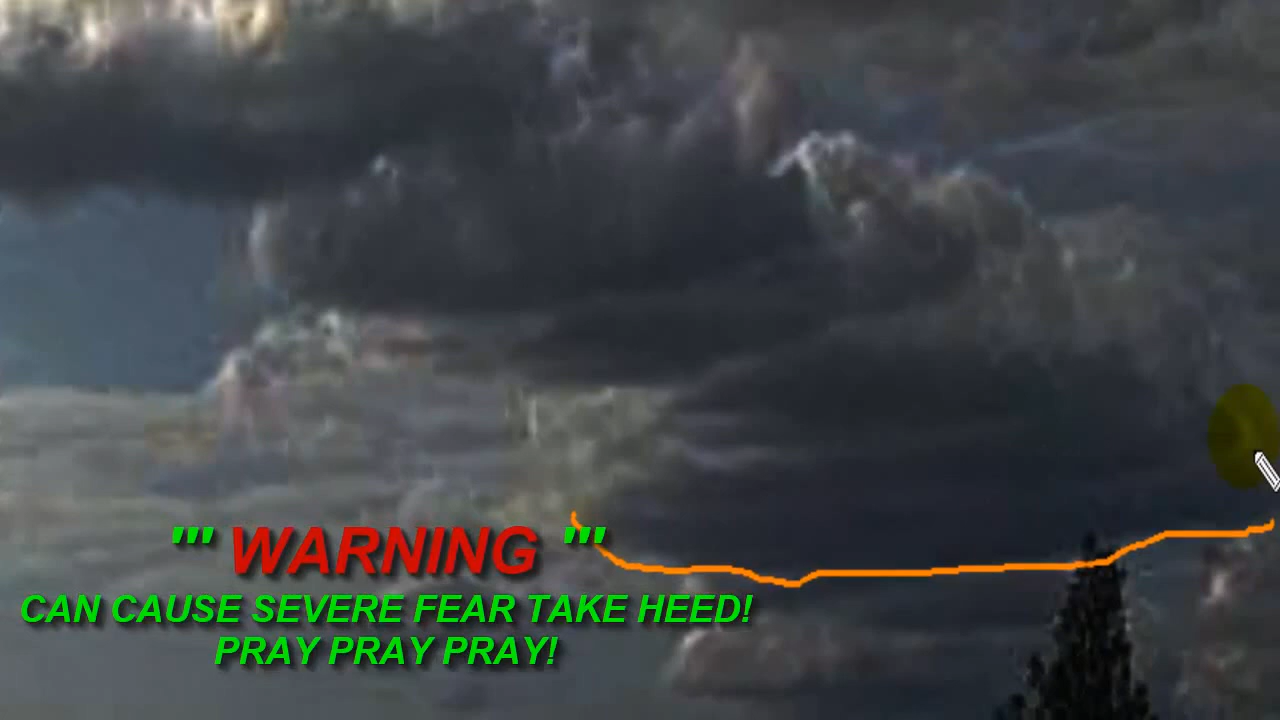 ''' WARNING '''
CAN CAUSE SEVERE FEAR TAKE HEED!
PRAY PRAY PRAY!